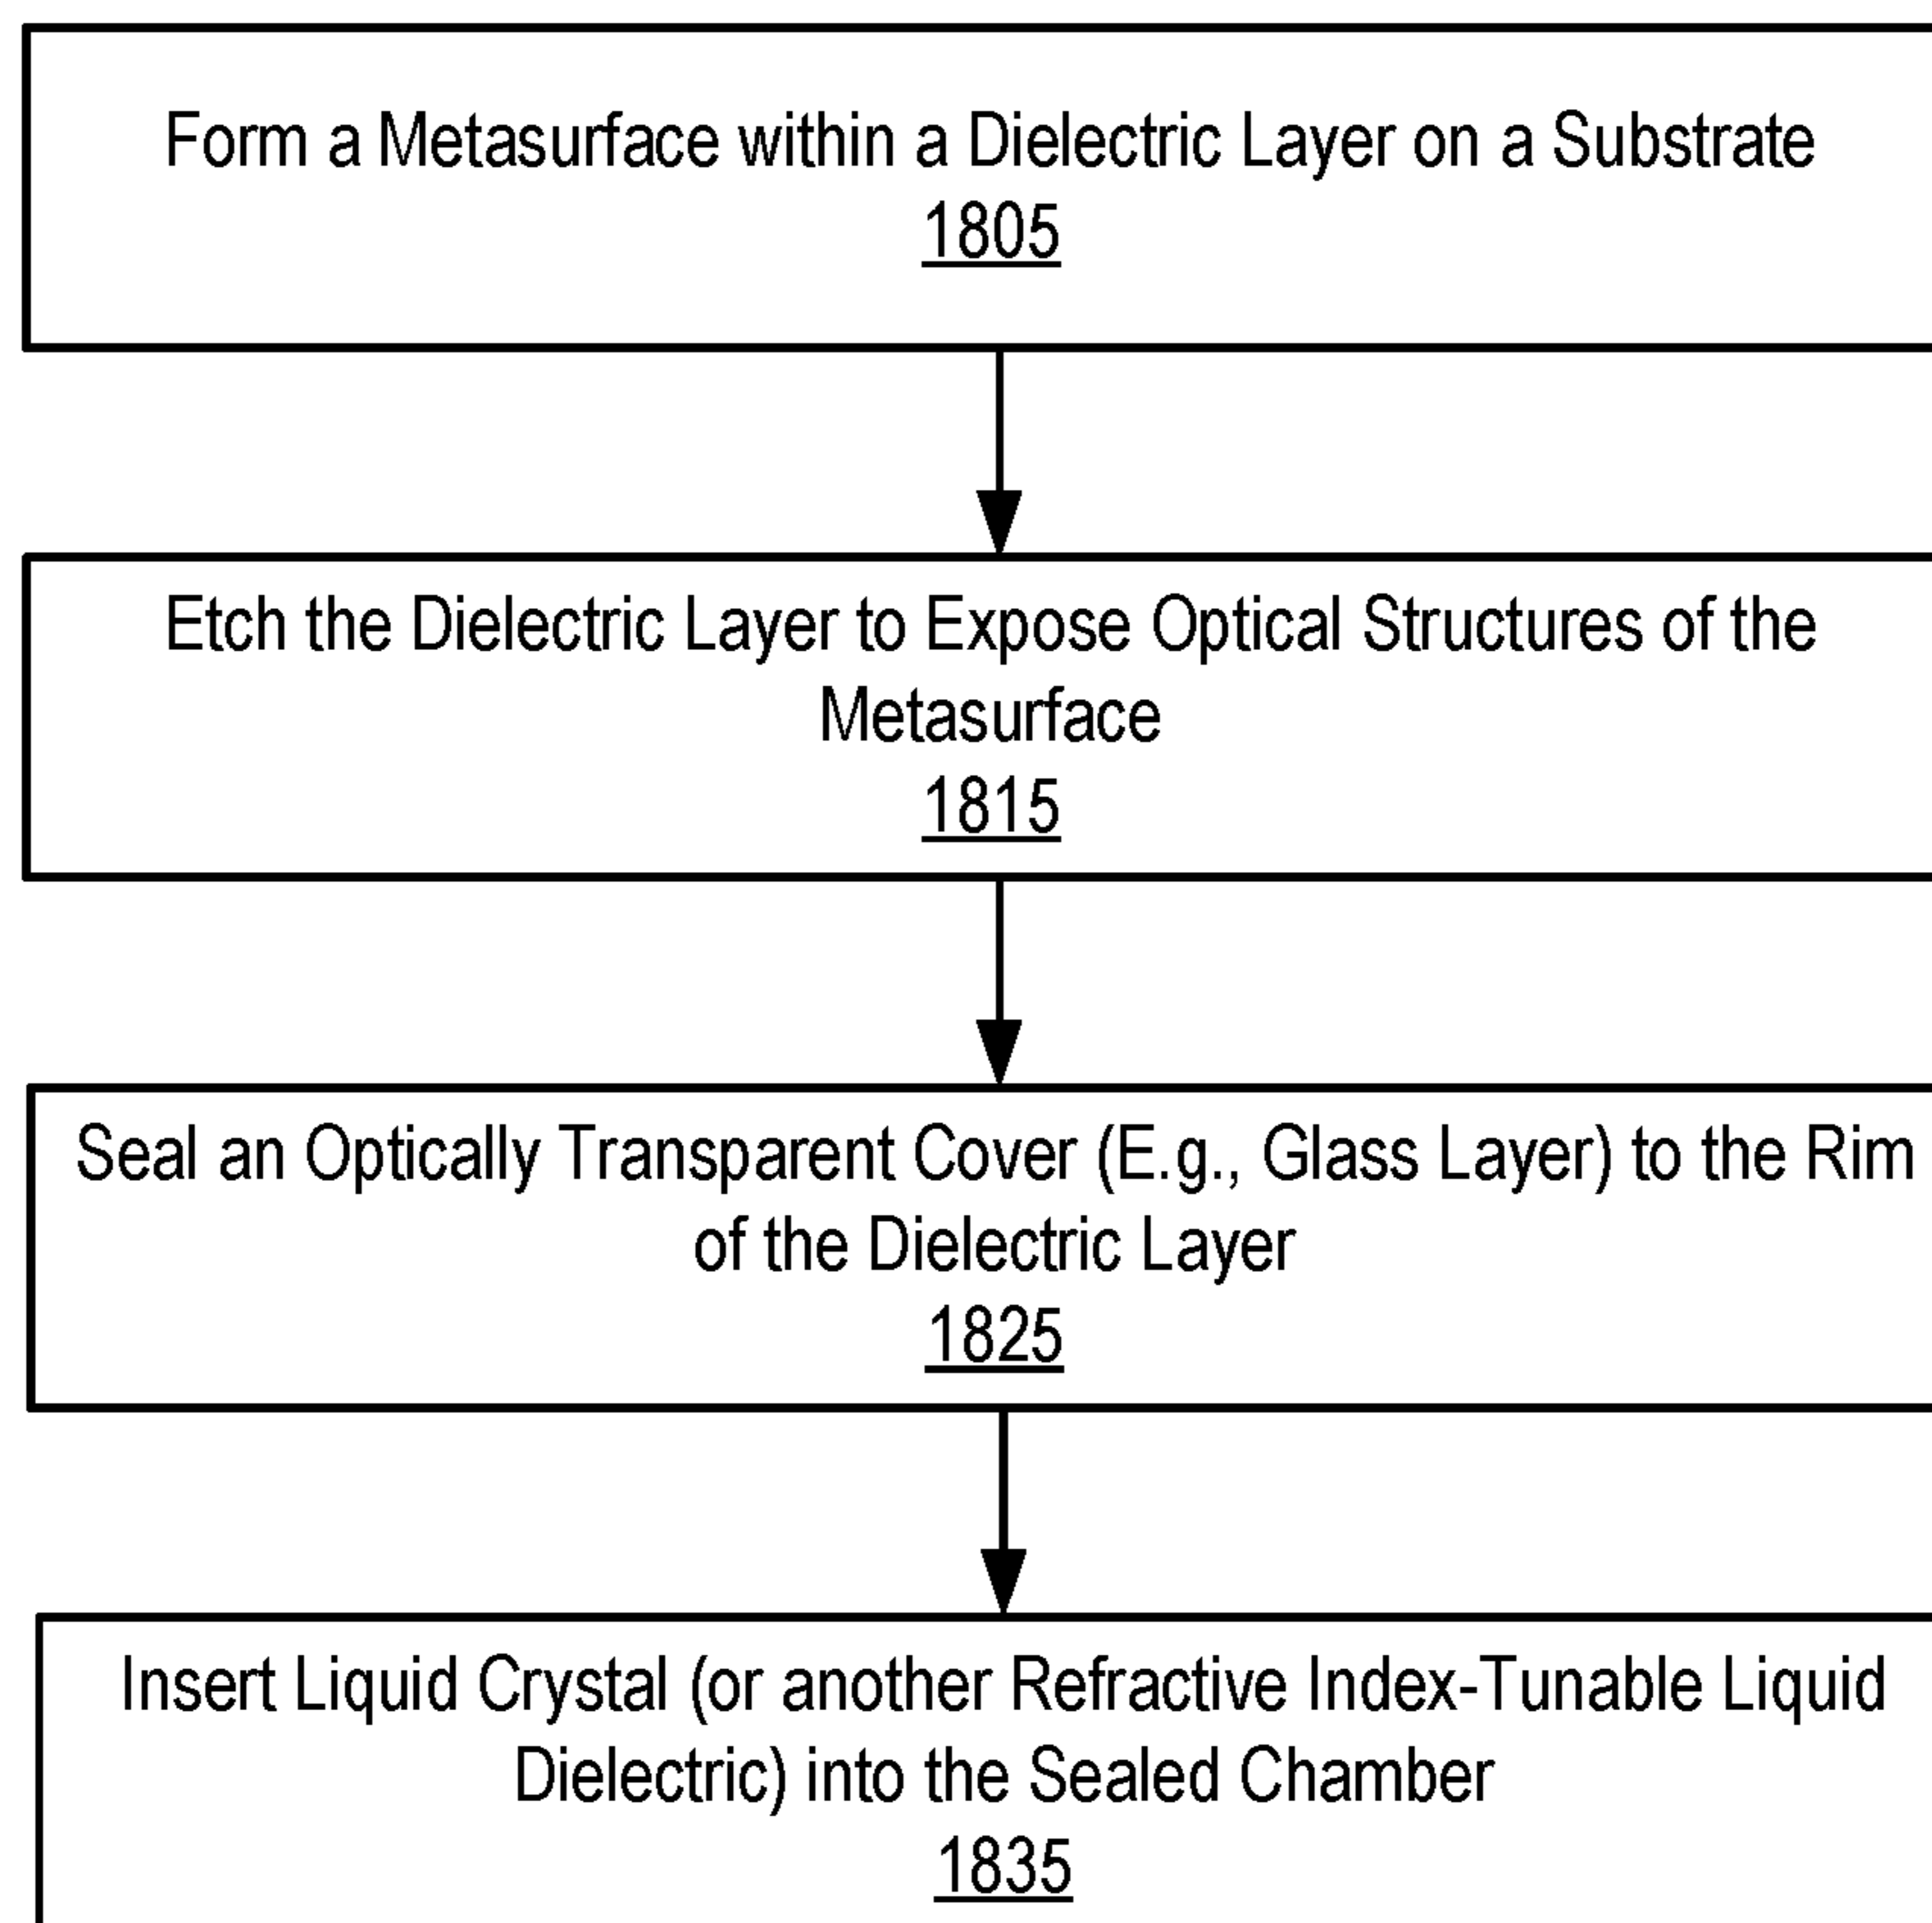 Form a Metasurface within a Dielectric Layer on a Substrate
1805
Etch the Dielectric Layer to Expose Optical Structures of the
Metasurface
1815
Seal an Optically Transparent Cover (E.g., Glass Layer) to the Rim
of the Dielectric Layer
1825
Insert Liquid Crystal (or another Refractive Index-Tunable Liquid
Dielectric) into the Sealed Chamber
1835